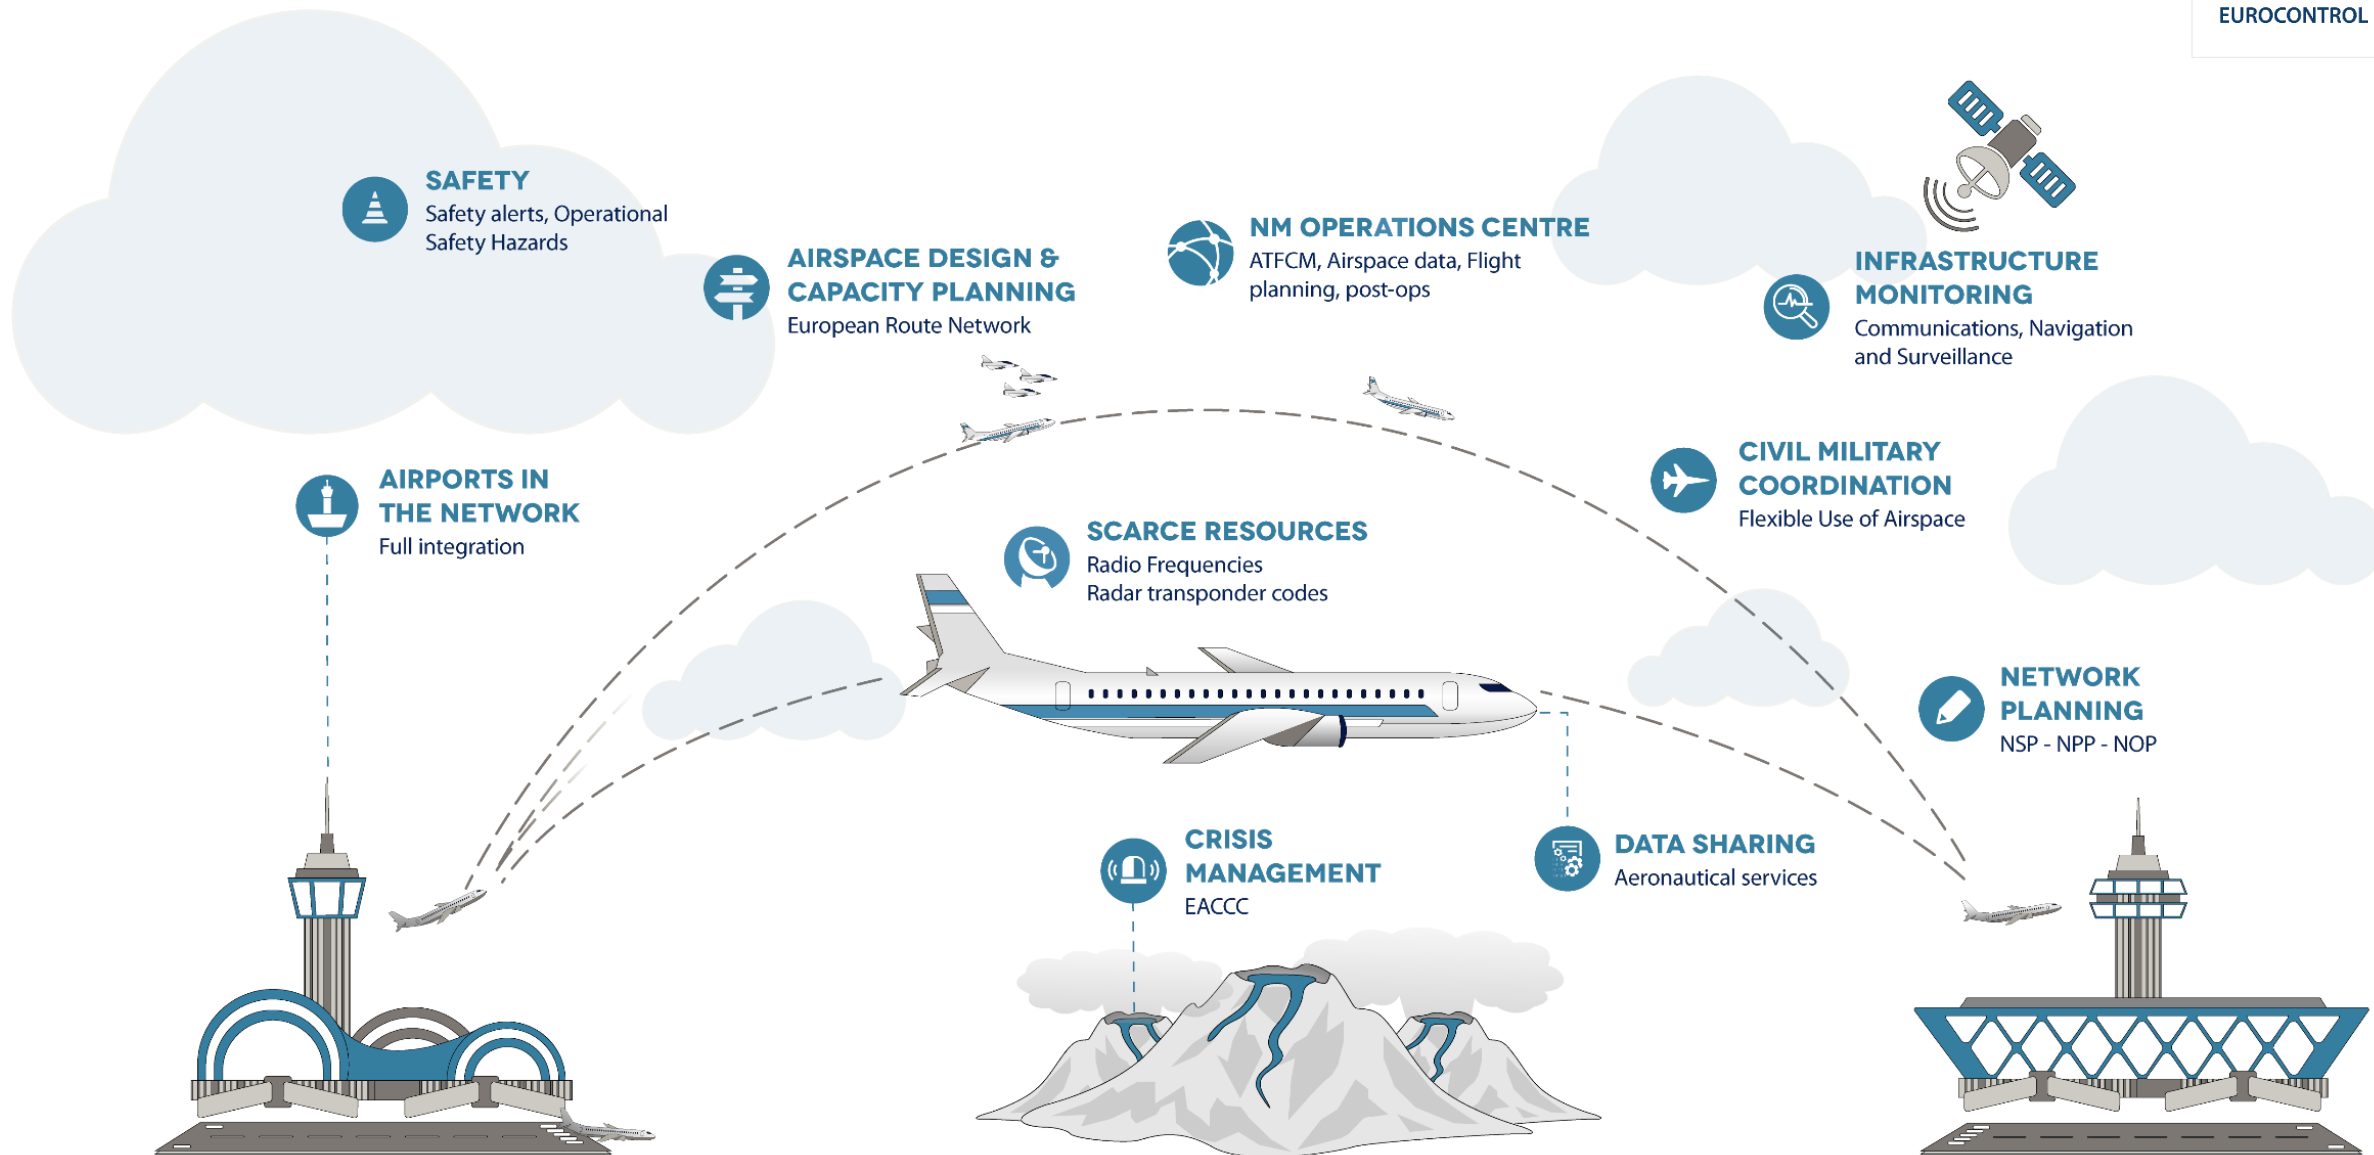 EUROCONTROL
SAFETY
Safety alerts, Operational
Safety Hazards
AIRSPACE DESIGN &
CAPACITY PLANNING
European Route Network
NM OPERATIONS CENTRE
ATFCM, Airspace data, Flight
planning, post-ops
INFRASTRUCTURE
MONITORING
Communications, Navigation
and Surveillance
AIRPORTS IN
THE NETWORK
Full integration
SCARCE RESOURCES
Radio Frequencies
Radar transponder codes
CIVIL MILITARY
COORDINATION
Flexible Use of Airspace
NETWORK
PLANNING
NSP - NPP - NOP
CRISIS
MANAGEMENT
EACCC
DATA SHARING
Aeronautical services